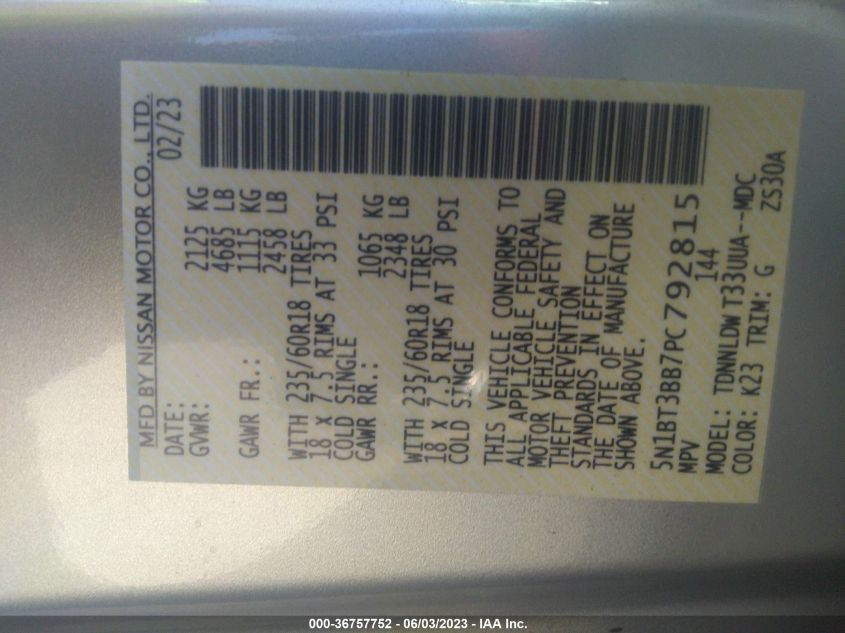 MFD BY NISSAN MOTOR CO., LTD.
DATE: 02/23
GVWR: 2125 KG
4685 LB
GAWR FR.: 1115 KG
2458 LB
WITH 235/60R18 TIRES
18 X 7.5 RIMS AT 33 PSI
COLD SINGLE
GAWR RR.: 1065 KG
2348 LB
WITH 235/60R18 TIRES
18 X 7.5 RIMS AT 30 PSI
COLD SINGLE
THIS VEHICLE CONFORMS TO
ALL APPLICABLE FEDERAL
MOTOR VEHICLE SAFETY AND
THEFT PREVENTION
STANDARDS IN EFFECT ON
THE DATE OF MANUFACTURE
SHOWN ABOVE.
5N1BT3BB7PC792815
MPV 144
MODEL: TDNNLDW T33UUA--MDC
COLOR: K23 TRIM: G ZS30A
000-36757752 - 06/03/2023 - IAA Inc.